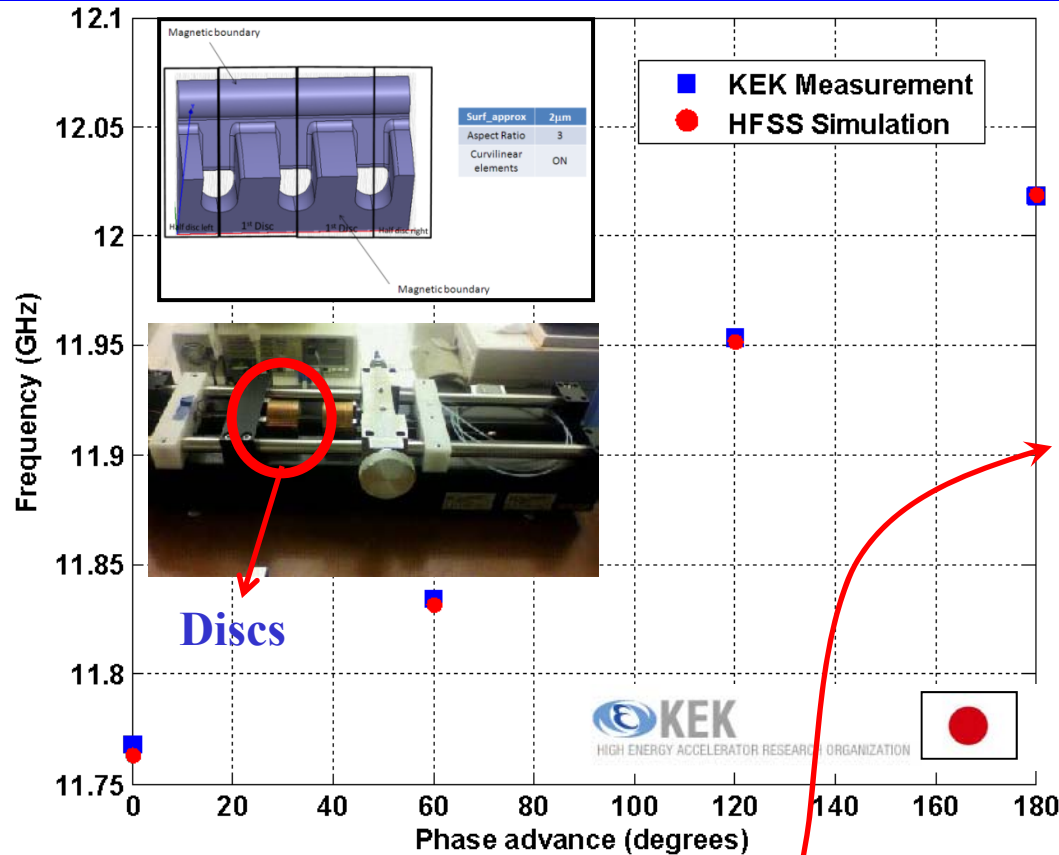 12.1
12.05
12
11.95
11.9
11.85
11.8
11.75
Frequency (GHz)
0 20 40 60 80 100 120 140 160 180
Phase advance (degrees)
KEK Measurement
HFSS Simulation
Magnetic boundary
Half disc left
1st Disc
1st Disc
Half disc right
Magnetic boundary
Surf_approx 2μm
Aspect Ratio 3
Curvilinear
elements ON
Discs
KEK
HIGH ENERGY ACCELERATOR RESEARCH ORGANIZATION